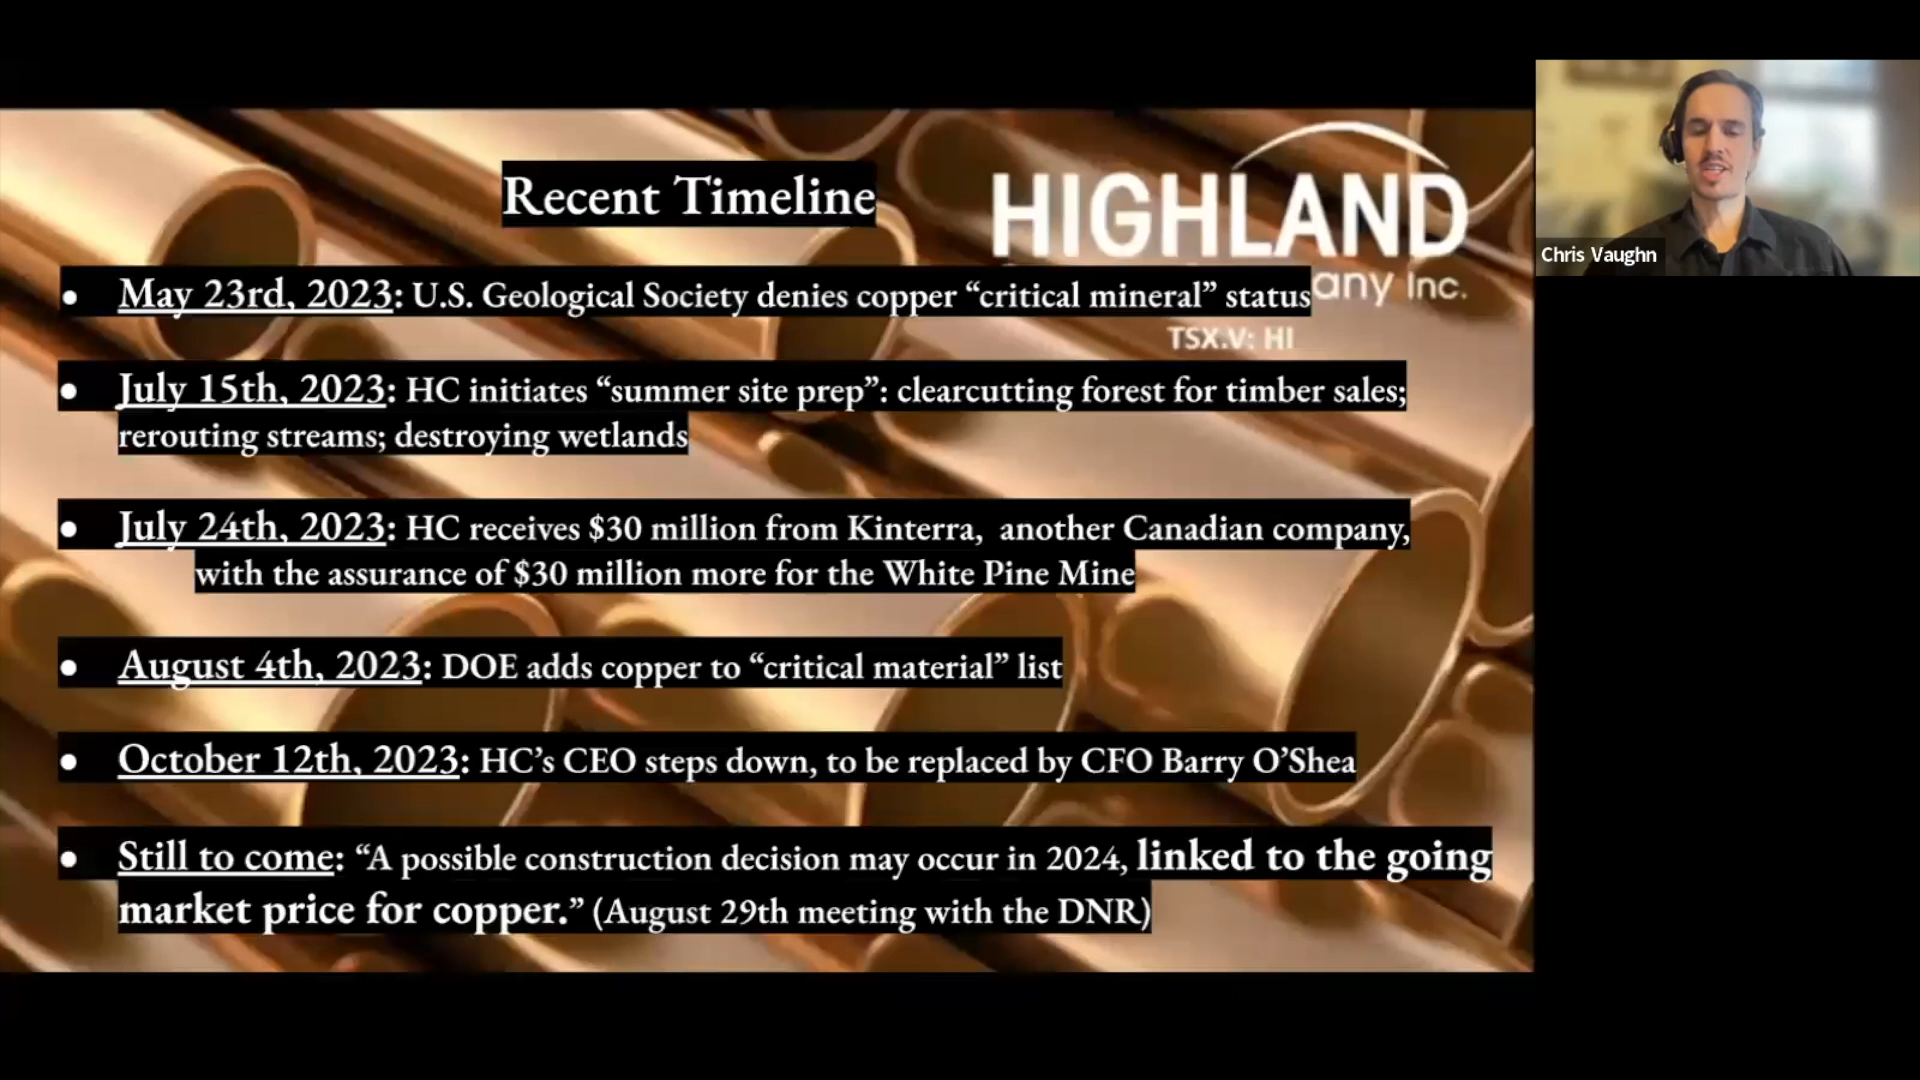 Recent Timeline
HIGHLAND
any Inc.
TSX.V: HI
● May 23rd, 2023: U.S. Geological Society denies copper “critical mineral” status
● July 15th, 2023: HC initiates “summer site prep”: clearcutting forest for timber sales;
rerouting streams; destroying wetlands
● July 24th, 2023: HC receives $30 million from Kinterra, another Canadian company,
with the assurance of $30 million more for the White Pine Mine
● August 4th, 2023: DOE adds copper to “critical material” list
● October 12th, 2023: HC’s CEO steps down, to be replaced by CFO Barry O’Shea
● Still to come: “A possible construction decision may occur in 2024, linked to the going
market price for copper.” (August 29th meeting with the DNR)
Chris Vaughn